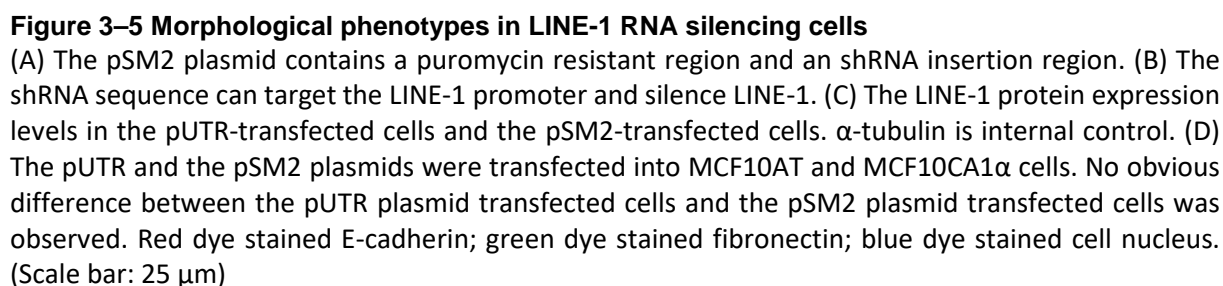 Figure 3–5 Morphological phenotypes in LINE-1 RNA silencing cells
(A) The pSM2 plasmid contains a puromycin resistant region and an shRNA insertion region. (B) The
shRNA sequence can target the LINE-1 promoter and silence LINE-1. (C) The LINE-1 protein expression
levels in the pUTR-transfected cells and the pSM2-transfected cells. α-tubulin is internal control. (D)
The pUTR and the pSM2 plasmids were transfected into MCF10AT and MCF10CA1α cells. No obvious
difference between the pUTR plasmid transfected cells and the pSM2 plasmid transfected cells was
observed. Red dye stained E-cadherin; green dye stained fibronectin; blue dye stained cell nucleus.
(Scale bar: 25 μm)